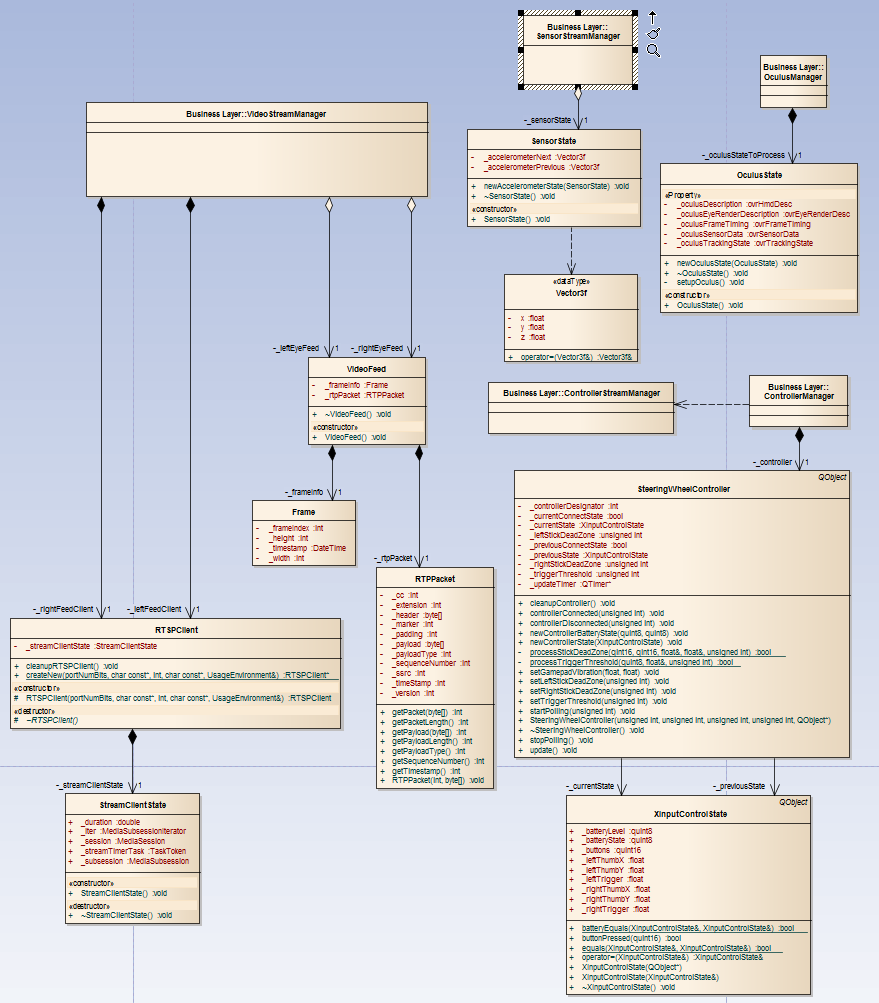 Business Layer::
SensorStreamManager
Business Layer::
OculusManager
Business Layer::VideoStreamManager
-_sensorState 1
SensorState
- _accelerometerNext :Vector3f
- _accelerometerPrevious :Vector3f
+ newAccelerometerState(SensorState) :void
+ ~SensorState() :void
«constructor»
+ SensorState() :void
-_oculusStateToProcess 1
OculusState
«Property»
- _oculusDescription :ovrHmdDesc
- _oculusEyeRenderDescription :ovrEyeRenderDesc
- _oculusFrameTiming :ovrFrameTiming
- _oculusSensorData :ovrSensorData
- _oculusTrackingState :ovrTrackingState
+ newOculusState(OculusState) :void
+ ~OculusState() :void
- setupOculus() :void
«constructor»
+ OculusState() :void
«dataType»
Vector3f
- x :float
- y :float
- z :float
+ operator=(Vector3f&) :Vector3f&
-_leftEyeFeed 1
-_rightEyeFeed 1
VideoFeed
- _frameInfo :Frame
- _rtpPacket :RTPPacket
+ ~VideoFeed() :void
«constructor»
+ VideoFeed() :void
Business Layer::ControllerStreamManager
Business Layer::
ControllerManager
-_controller 1
-_frameInfo 1
Frame
- _frameIndex :int
- _height :int
- _timestamp :DateTime
- _width :int
-_rtpPacket 1
RTPPacket
- _cc :int
- _extension :int
- _header :byte[]
- _marker :int
- _padding :int
- _payload :byte[]
- _payloadType :int
- _sequenceNumber :int
- _ssrc :int
- _timeStamp :int
- _version :int
+ getPacket(byte[]) :int
+ getPacketLength() :int
+ getPayload(byte[]) :int
+ getPayloadLength() :int
+ getPayloadType() :int
+ getSequenceNumber() :int
+ getTimestamp() :int
+ RTPPacket(int, byte[]) :void
QObject
SteeringWheelController
- _controllerDesignator :int
- _currentConnectState :bool
- _currentState :XInputControlState
- _leftStickDeadZone :unsigned int
- _previousConnectState :bool
- _previousState :XInputControlState
- _rightStickDeadZone :unsigned int
- _triggerThreshold :unsigned int
- _updateTimer :QTimer*
+ cleanupController() :void
+ controllerConnected(unsigned int) :void
+ controllerDisconnected(unsigned int) :void
+ newControllerBatteryState(quint8, quint8) :void
+ newControllerState(XInputControlState) :void
- processStickDeadZone(qint16, qint16, float&, float&, unsigned int) :bool
- processTriggerThreshold(quint8, float&, unsigned int) :bool
+ setGamepadVibration(float, float) :void
+ setLeftStickDeadZone(unsigned int) :void
+ setRightStickDeadZone(unsigned int) :void
+ setTriggerThreshold(unsigned int) :void
+ startPolling(unsigned int) :void
+ SteeringWheelController(unsigned int, unsigned int, unsigned int, unsigned int, QObject*)
+ ~SteeringWheelController() :void
+ stopPolling() :void
+ update() :void
-_rightFeedClient 1
-_leftFeedClient 1
RTSPClient
- _streamClientState :StreamClientState
+ cleanupRTSPClient() :void
+ createNew(portNumBits, char const*, int, char const*, UsageEnvironment&) :RTSPClient*
«constructor»
# RTSPClient(portNumBits, char const*, int, char const*, UsageEnvironment&) :RTSPClient
«destructor»
# ~RTSPClient()
-_streamClientState 1
StreamClientState
+ _duration :double
+ _iter :MediaSubsessionIterator
+ _session :MediaSession
+ _streamTimerTask :TaskToken
+ _subsession :MediaSubsession
«constructor»
+ StreamClientState() :void
«destructor»
+ ~StreamClientState() :void
-_currentState 1
-_previousState 1
QObject
XInputControlState
+ _batteryLevel :quint8
+ _batteryState :quint8
+ _buttons :quint16
+ _leftThumbX :float
+ _leftThumbY :float
+ _leftTrigger :float
+ _rightThumbX :float
+ _rightThumbY :float
+ _rightTrigger :float
+ batteryEquals(XInputControlState&, XInputControlState&) :bool
+ buttonPressed(quint16) :bool
+ equals(XInputControlState&, XInputControlState&) :bool
+ operator=(XInputControlState&) :XInputControlState&
+ XInputControlState(QObject*)
+ XInputControlState(XInputControlState&)
+ ~XInputControlState() :void